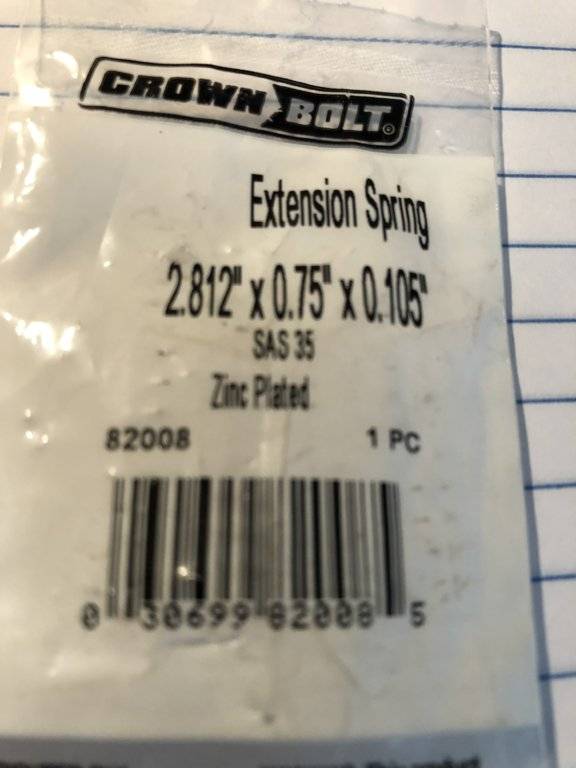 CROWN BOLT®
Extension Spring
2.812" x 0.75" x 0.105"
SAS 35
Zinc Plated
82008 1 PC
0 30699 82008 5